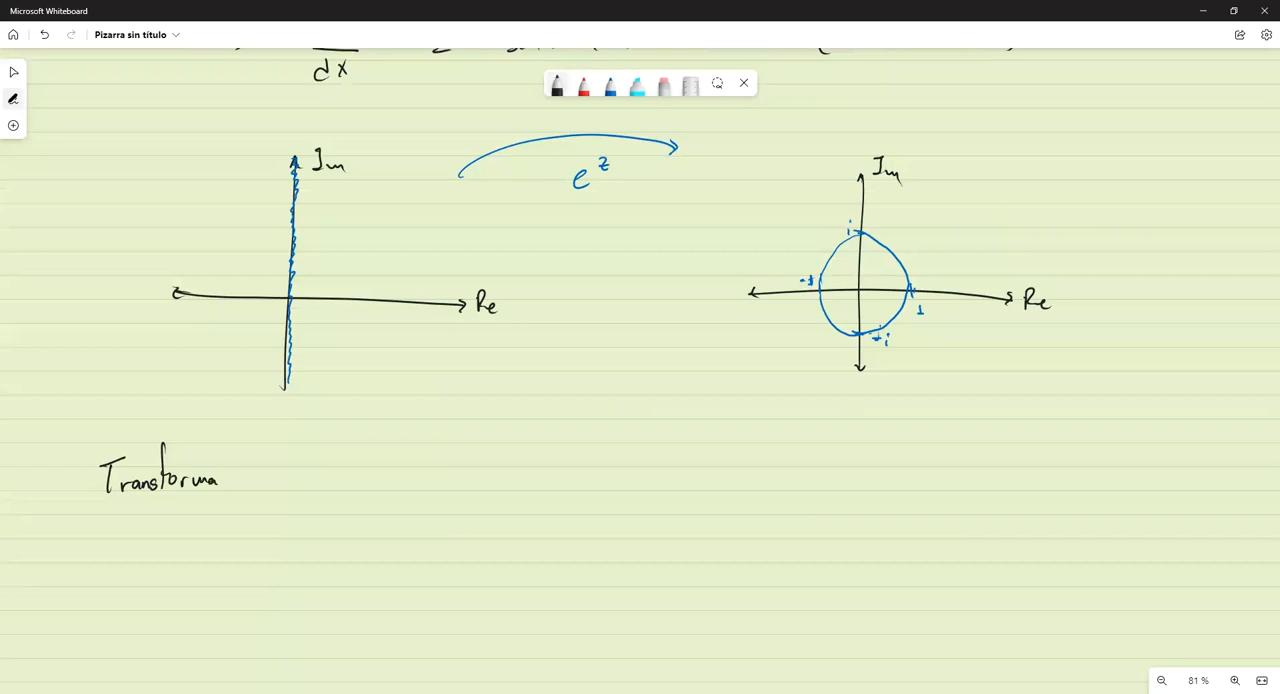 Microsoft Whiteboard
Pizarra sin título
dx
Im
e^z
Im
i
-1
Re
1
Re
-i
Transforma
81 %